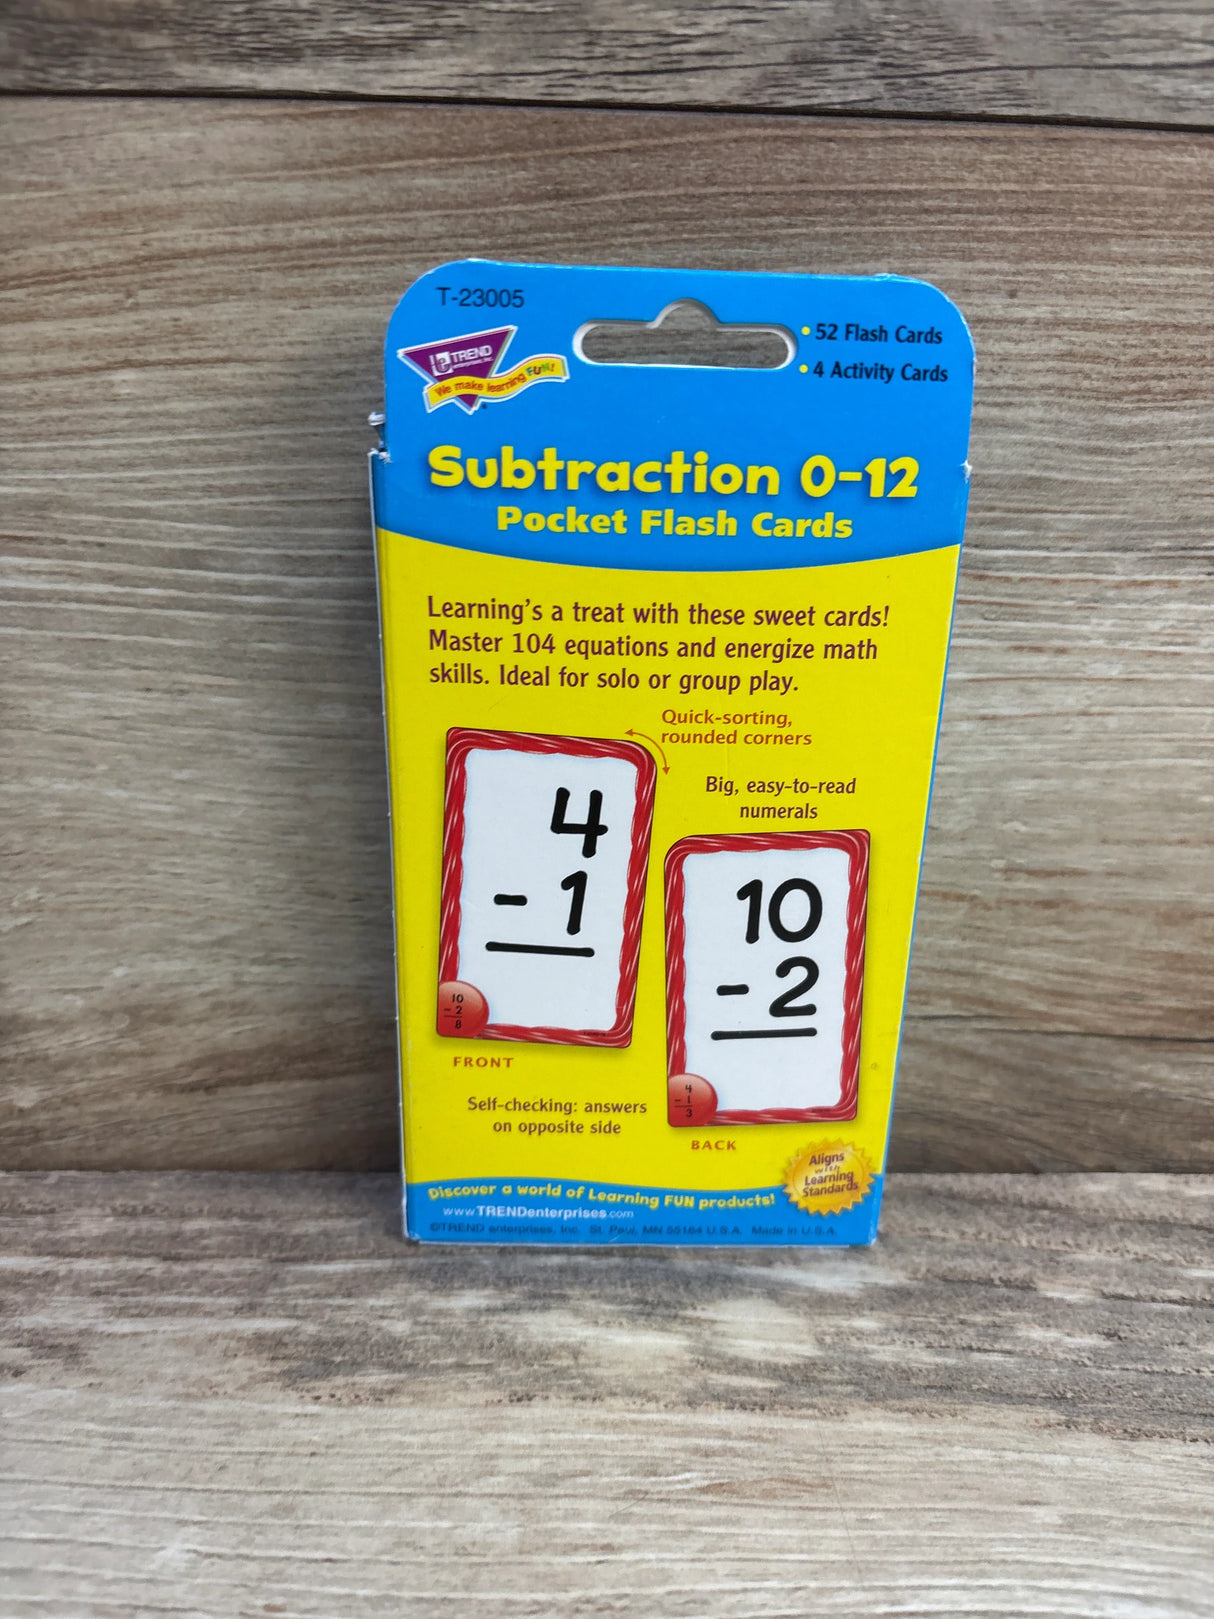 T-23005
TREND
enterprises, Inc.
We make learning FUN!
• 52 Flash Cards
• 4 Activity Cards
Subtraction 0-12
Pocket Flash Cards
Learning's a treat with these sweet cards!
Master 104 equations and energize math
skills. Ideal for solo or group play.
Quick-sorting,
rounded corners
Big, easy-to-read
numerals
4
- 1
10
- 2
8
FRONT
10
- 2
4
- 1
3
BACK
Self-checking: answers
on opposite side
Aligns
with
Learning
Standards
Discover a world of Learning FUN products!
www.TRENDenterprises.com
©TREND enterprises, Inc. St. Paul, MN 55164 U.S.A. Made in U.S.A.